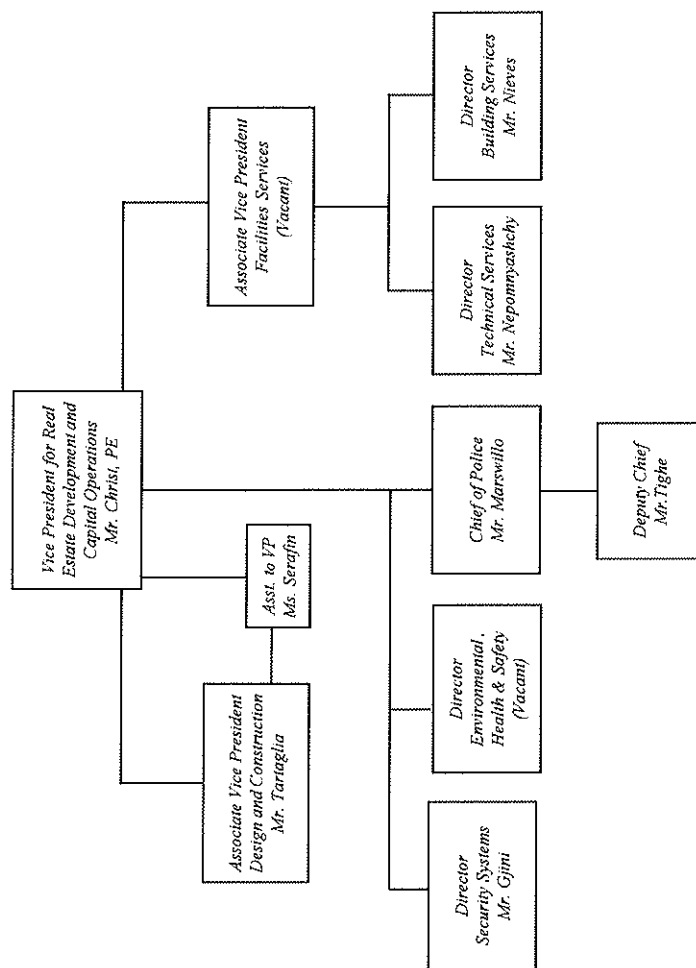 Vice President for Real
Estate Development and
Capital Operations
Mr. Christ, PE
Associate Vice President
Design and Construction
Mr. Tartaglia
Asst. to VP
Ms. Serafin
Associate Vice President
Facilities Services
(Vacant)
Director
Security Systems
Mr. Gjini
Director
Environmental ,
Health & Safety
(Vacant)
Chief of Police
Mr. Marswillo
Director
Technical Services
Mr. Nepomnyashchy
Director
Building Services
Mr. Nieves
Deputy Chief
Mr.Tighe